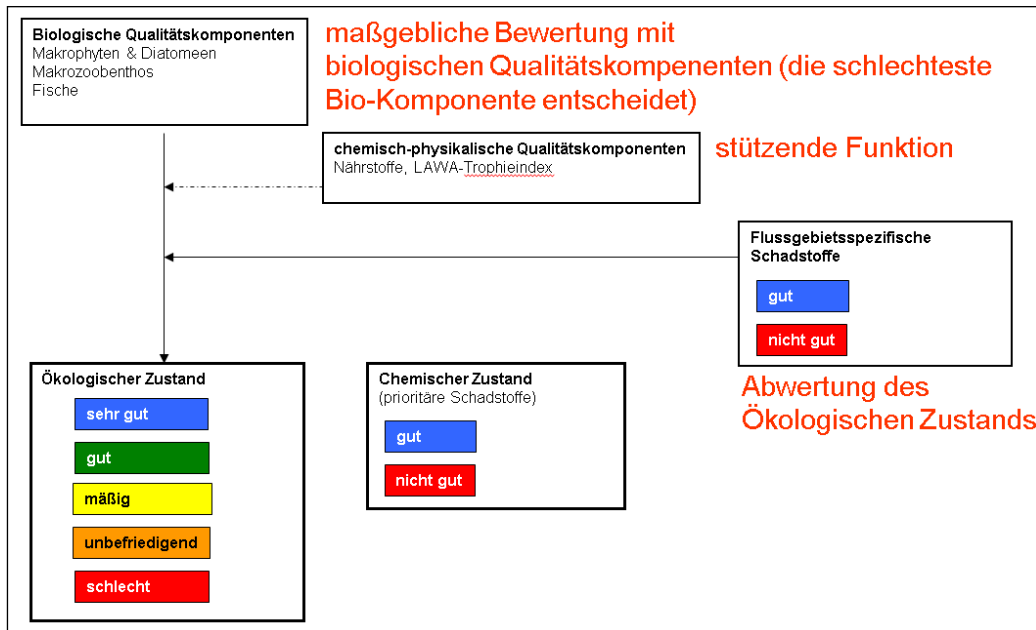 Biologische Qualitätskomponenten
Makrophyten & Diatomeen
Makrozoobenthos
Fische
maßgebliche Bewertung mit
biologischen Qualitätskompenenten (die schlechteste
Bio-Komponente entscheidet)
chemisch-physikalische Qualitätskomponenten
Nährstoffe, LAWA-Trophieindex
stützende Funktion
Flussgebietsspezifische
Schadstoffe
gut
nicht gut
Abwertung des
Ökologischen Zustands
Ökologischer Zustand
sehr gut
gut
mäßig
unbefriedigend
schlecht
Chemischer Zustand
(prioritäre Schadstoffe)
gut
nicht gut